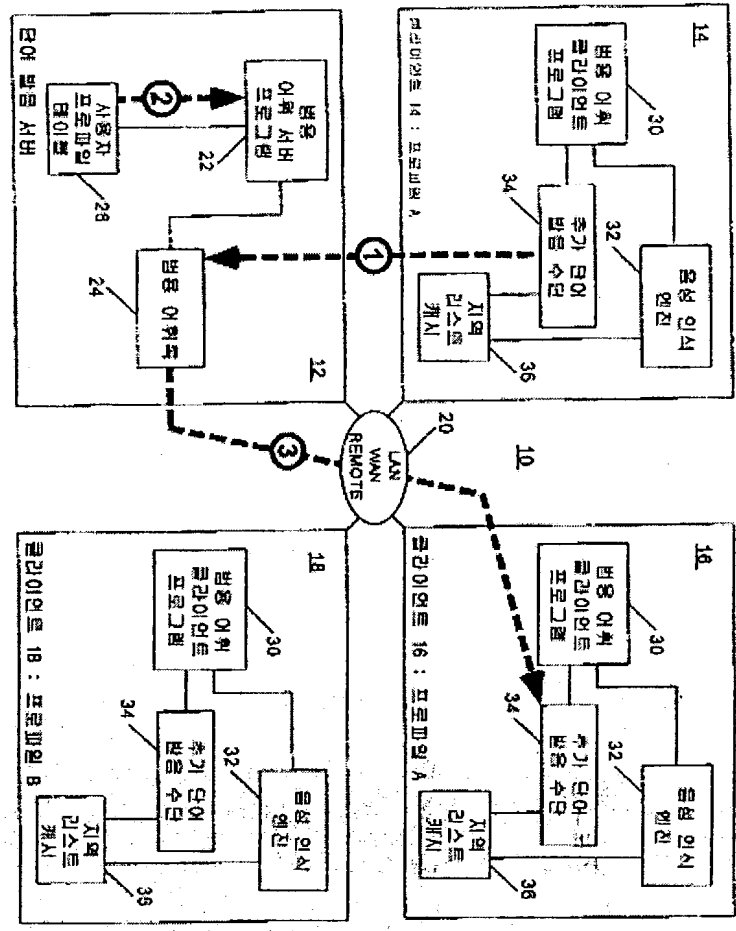 14
음성 인식
엔진
32
범용 어휘
클라이언트
프로그램
30
추가 단어
발음 수단
34
지역
리스트
캐시
36
클라이언트 14 : 프로파일 A
16
음성 인식
엔진
32
범용 어휘
클라이언트
프로그램
30
추가 단어
발음 수단
34
지역
리스트
캐시
36
클라이언트 16 : 프로파일 A
10
20
LAN
WAN
REMOTE
1
3
12
범용
어휘 서버
프로그램
22
범용 어휘록
24
2
사용자
프로파일
테이블
26
단어 발음 서버
18
음성 인식
엔진
32
범용 어휘
클라이언트
프로그램
30
추가 단어
발음 수단
34
지역
리스트
캐시
36
클라이언트 18 : 프로파일 B